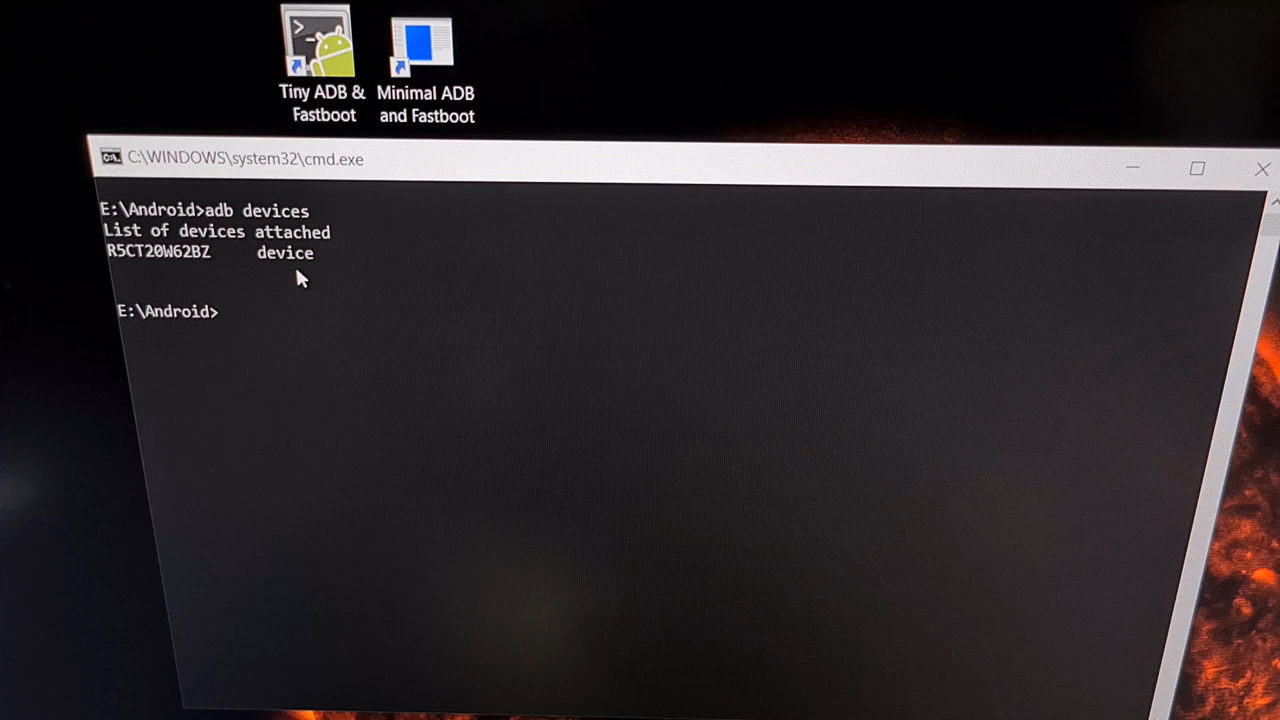 Tiny ADB &
Fastboot
Minimal ADB
and Fastboot
C:\WINDOWS\system32\cmd.exe
E:\Android>adb devices
List of devices attached
R5CT20W62BZ device
E:\Android>